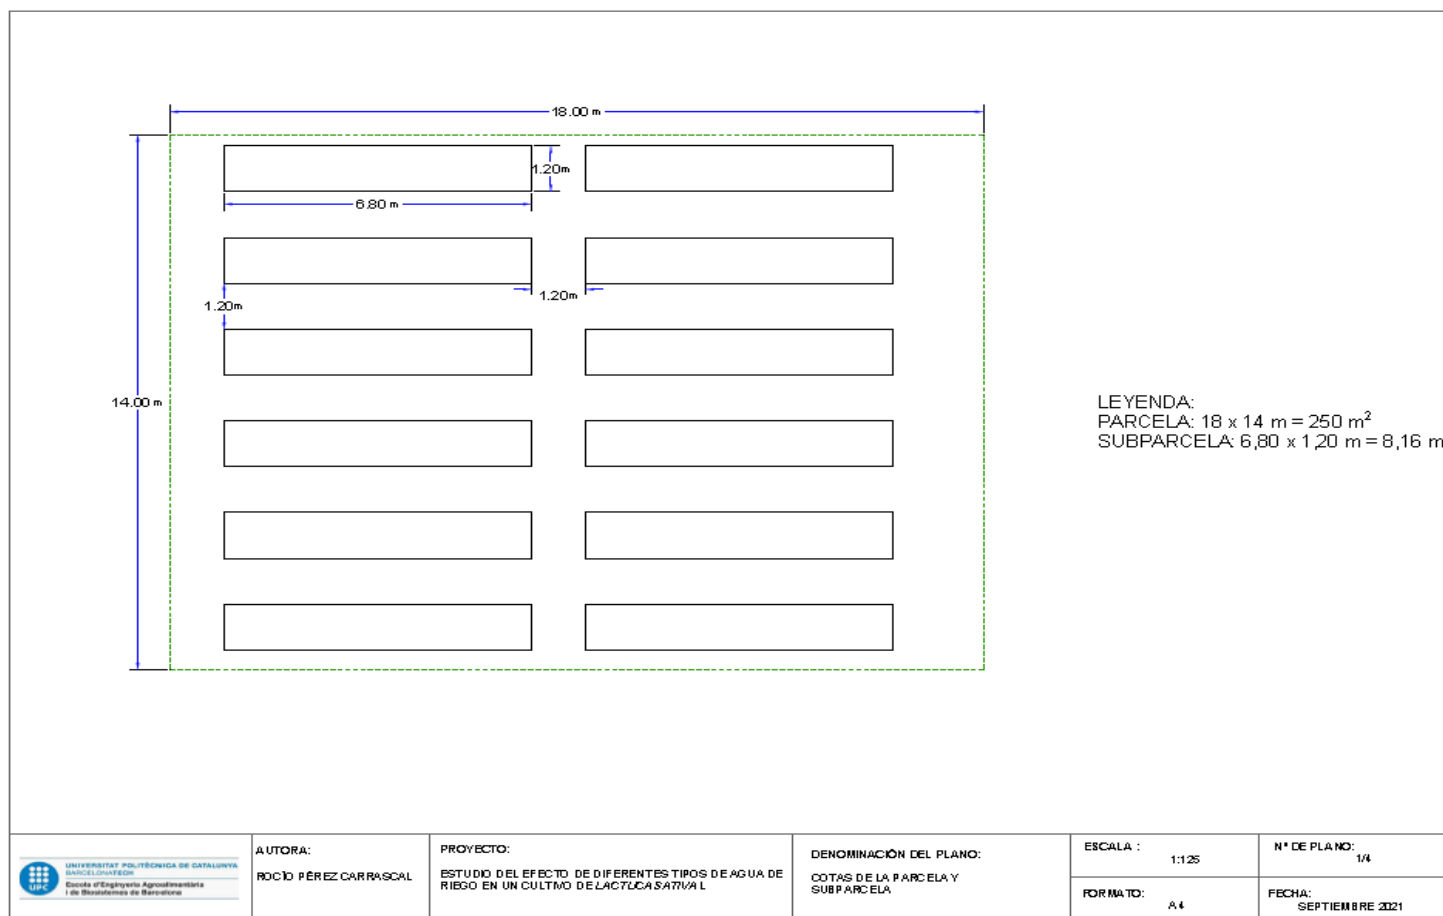 18.00 m
1.20m
6.80 m
1.20m
1.20m
14.00 m
LEYENDA:
PARCELA: 18 x 14 m = 250 m²
SUBPARCELA: 6,80 x 1,20 m = 8,16 m
UNIVERSITAT POLITÈCNICA DE CATALUNYA
BARCELONATECH
Escola d'Enginyeria Agroalimentària
i de Biosistemes de Barcelona
UPC
AUTORA:
ROCÍO PÉREZ CARRASCAL
PROYECTO:
ESTUDIO DEL EFECTO DE DIFERENTES TIPOS DE AGUA DE
RIEGO EN UN CULTIVO DE LACTUCA SATIVA L
DENOMINACIÓN DEL PLANO:
COTAS DE LA PARCELA Y
SUBPARCELA
ESCALA :
1:125
Nº DE PLANO:
1/4
FORMATO:
A4
FECHA:
SEPTIEMBRE 2021